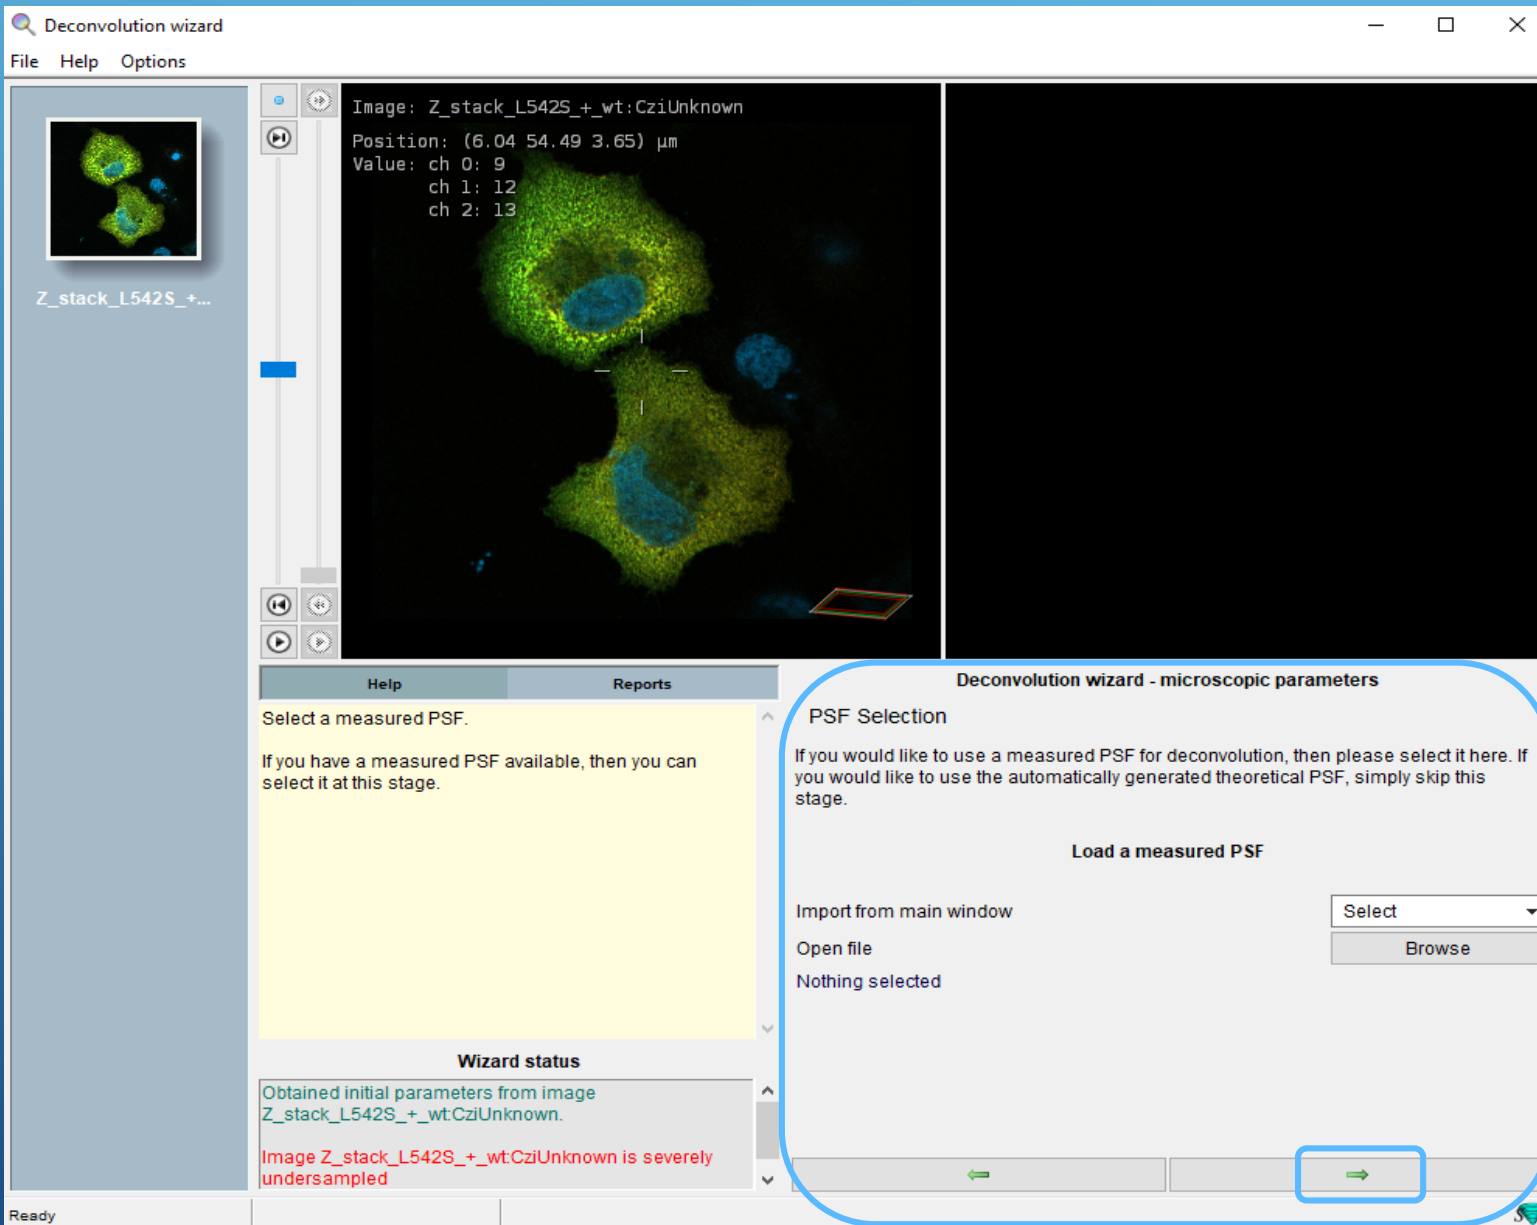 Deconvolution wizard
File Help Options
Z_stack_L542S_+...
Image: Z_stack_L542S_+_wt:CziUnknown
Position: (6.04 54.49 3.65) µm
Value: ch 0: 9
ch 1: 12
ch 2: 13
Help Reports
Select a measured PSF.
If you have a measured PSF available, then you can
select it at this stage.
Wizard status
Obtained initial parameters from image
Z_stack_L542S_+_wt:CziUnknown.
Image Z_stack_L542S_+_wt:CziUnknown is severely
undersampled
Deconvolution wizard - microscopic parameters
PSF Selection
If you would like to use a measured PSF for deconvolution, then please select it here. If
you would like to use the automatically generated theoretical PSF, simply skip this
stage.
Load a measured PSF
Import from main window Select
Open file Browse
Nothing selected
Ready